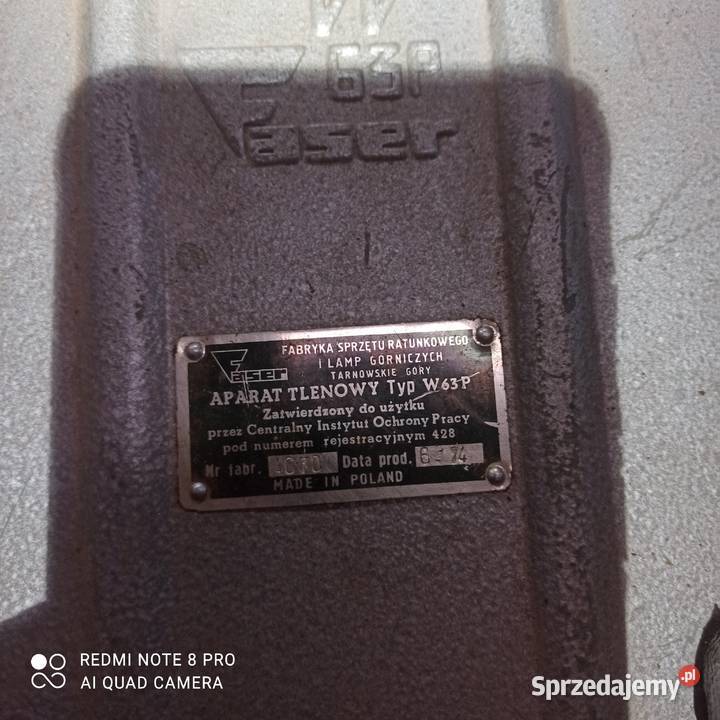 W
63P
Faser
Faser
FABRYKA SPRZĘTU RATUNKOWEGO
I LAMP GÓRNICZYCH
TARNOWSKIE GÓRY
APARAT TLENOWY Typ W63P
Zatwierdzony do użytku
przez Centralny Instytut Ochrony Pracy
pod numerem rejestracyjnym 428
Nr fabr. Data prod. 6 74
MADE IN POLAND
REDMI NOTE 8 PRO
AI QUAD CAMERA
Sprzedajemy.pl